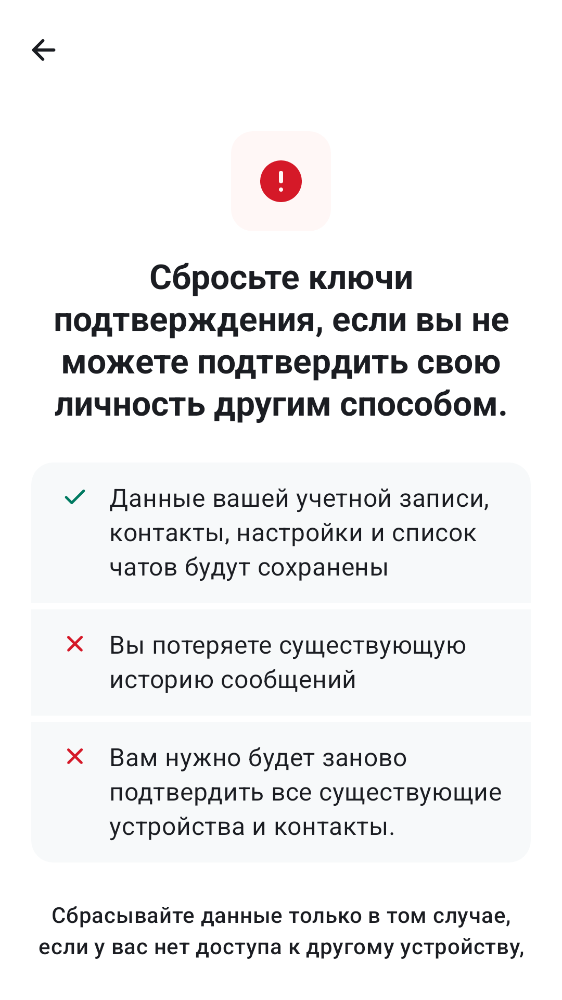 Сбросьте ключи
подтверждения, если вы не
можете подтвердить свою
личность другим способом.
Данные вашей учетной записи,
контакты, настройки и список
чатов будут сохранены
Вы потеряете существующую
историю сообщений
Вам нужно будет заново
подтвердить все существующие
устройства и контакты.
Сбрасывайте данные только в том случае,
если у вас нет доступа к другому устройству,